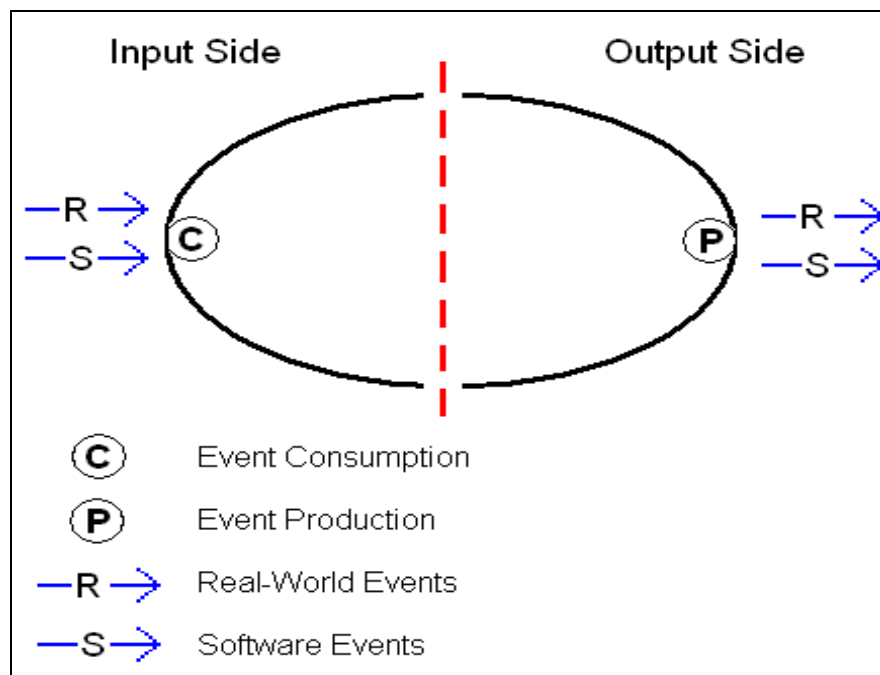 Input Side Output Side
R R
C P
S S
C Event Consumption
P Event Production
R Real-World Events
S Software Events